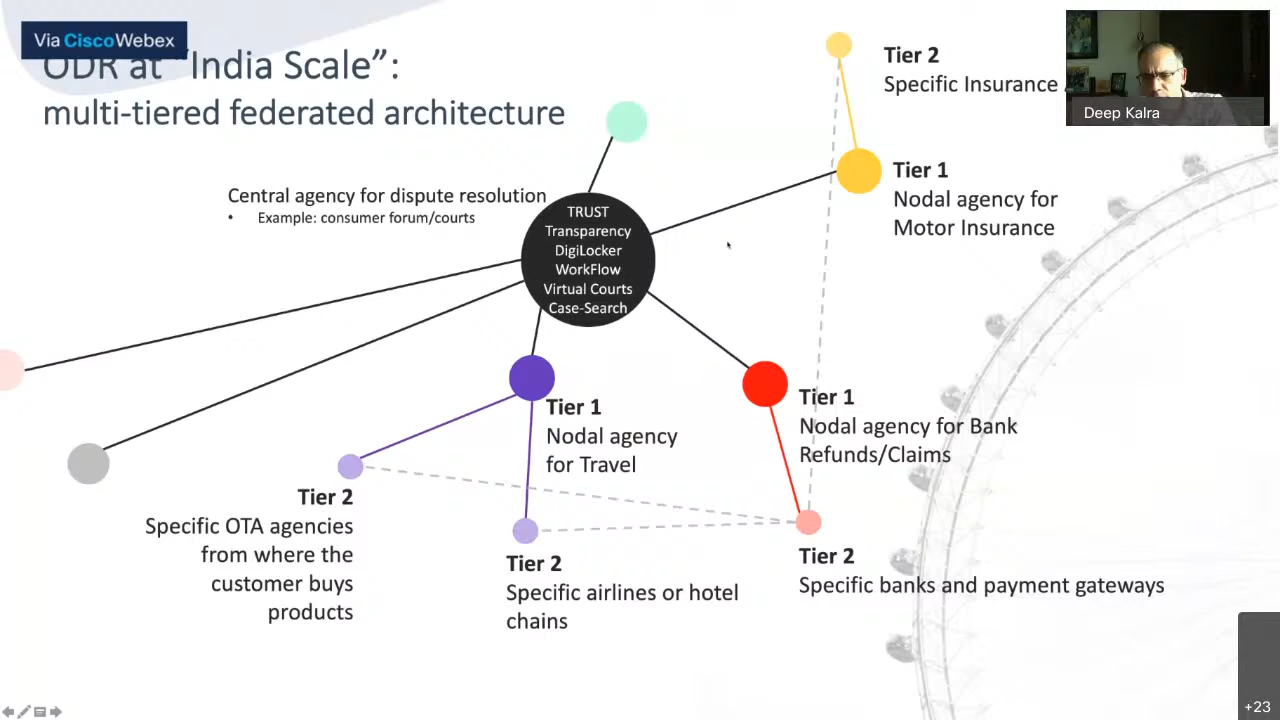 Via Cisco Webex
ODR at “India Scale”:
multi-tiered federated architecture
Central agency for dispute resolution
• Example: consumer forum/courts
TRUST
Transparency
DigiLocker
WorkFlow
Virtual Courts
Case-Search
Tier 2
Specific Insurance
Deep Kalra
Tier 1
Nodal agency for
Motor Insurance
Tier 1
Nodal agency
for Travel
Tier 1
Nodal agency for Bank
Refunds/Claims
Tier 2
Specific OTA agencies
from where the
customer buys
products
Tier 2
Specific airlines or hotel
chains
Tier 2
Specific banks and payment gateways
+23